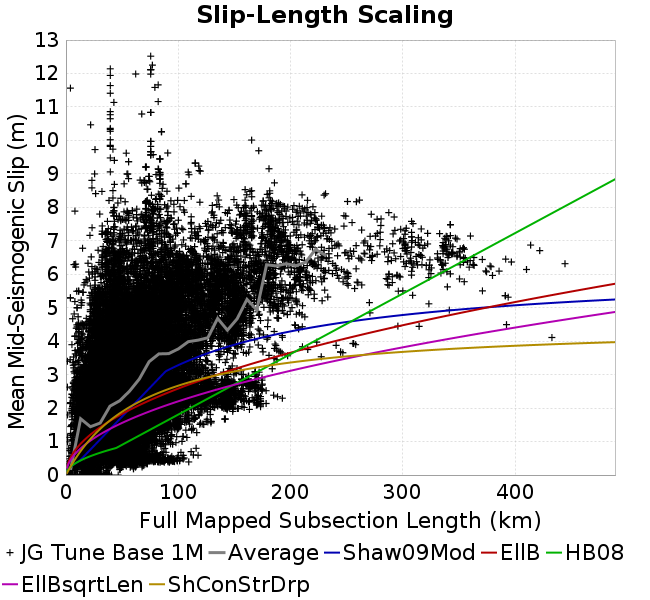 Slip-Length Scaling
Mean Mid-Seismogenic Slip (m)
13
12
11
10
9
8
7
6
5
4
3
2
1
0
0 100 200 300 400
Full Mapped Subsection Length (km)
JG Tune Base 1M Average Shaw09Mod EllB HB08
EllBsqrtLen ShConStrDrp